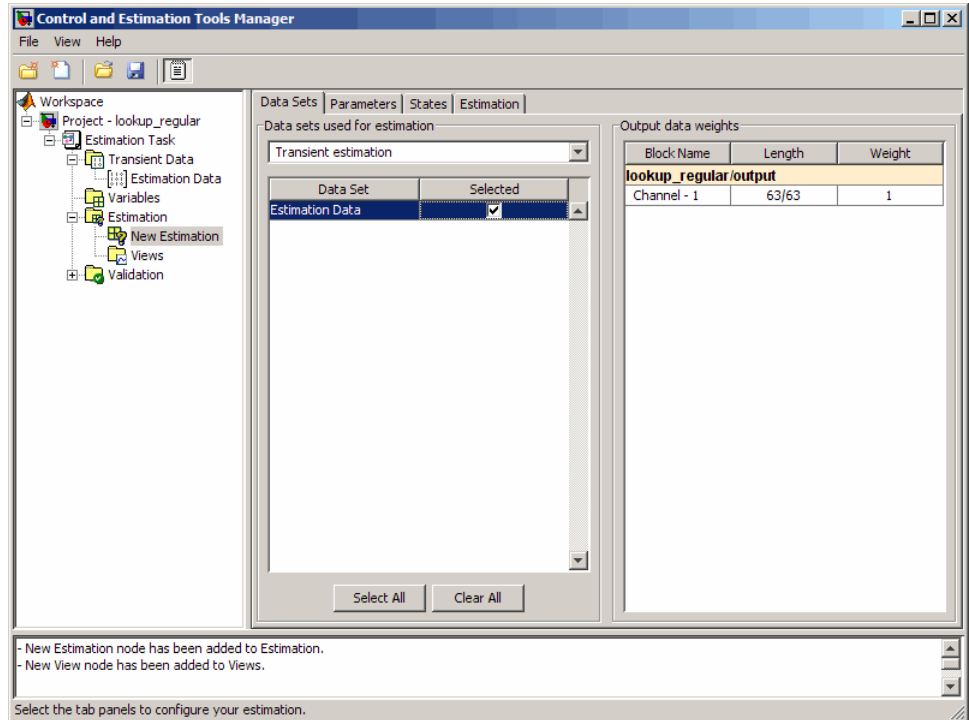 Control and Estimation Tools Manager
File View Help
Workspace
Project - lookup_regular
Estimation Task
Transient Data
Estimation Data
Variables
Estimation
New Estimation
Views
Validation
Data Sets Parameters States Estimation
Data sets used for estimation
Transient estimation
Data Set Selected
Estimation Data
Select All Clear All
Output data weights
Block Name Length Weight
lookup_regular/output
Channel - 1 63/63 1
- New Estimation node has been added to Estimation.
- New View node has been added to Views.
Select the tab panels to configure your estimation.